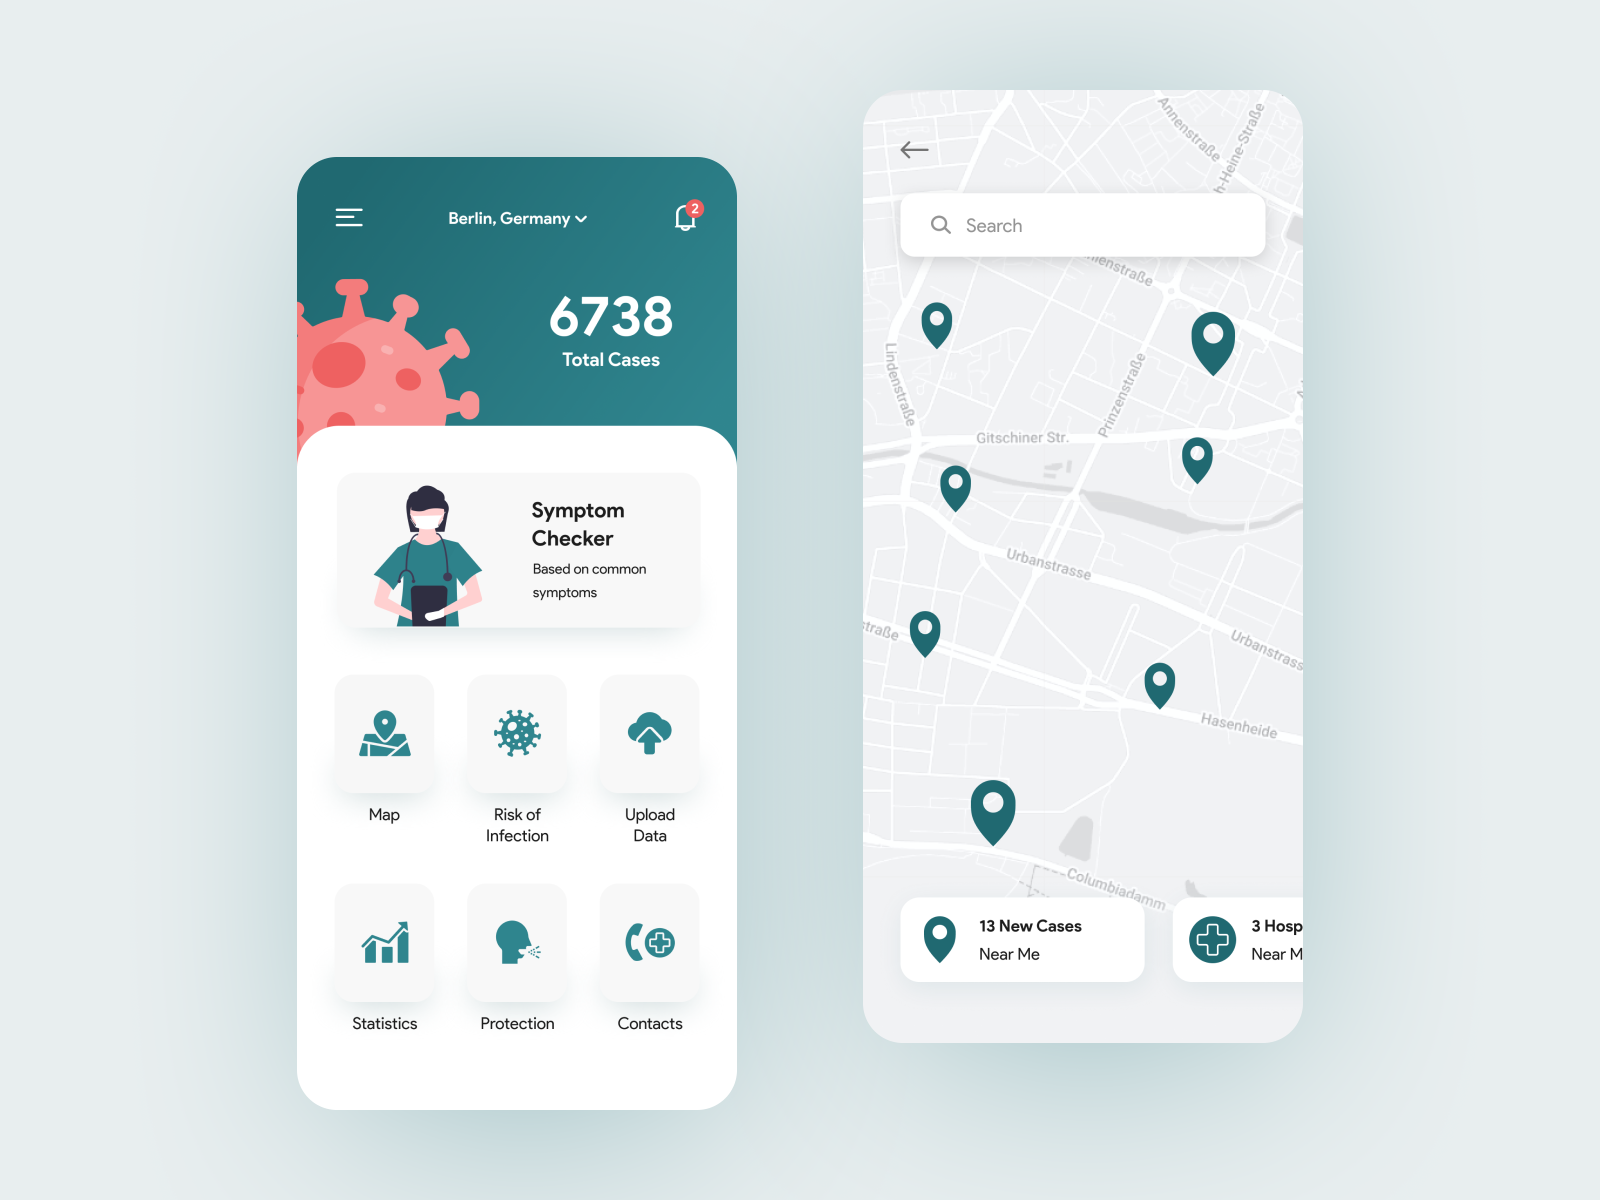 Berlin, Germany
2
6738
Total Cases
Symptom
Checker
Based on common
symptoms
Map
Risk of
Infection
Upload
Data
Statistics
Protection
Contacts
Annenstraße
h-Heine-Straße
Search
nienstraße
Lindenstraße
Prinzenstraße
Gitschiner Str.
Urbanstrasse
straße
Urbanstrass
Hasenheide
Columbiadamm
13 New Cases
Near Me
3 Hosp
Near M